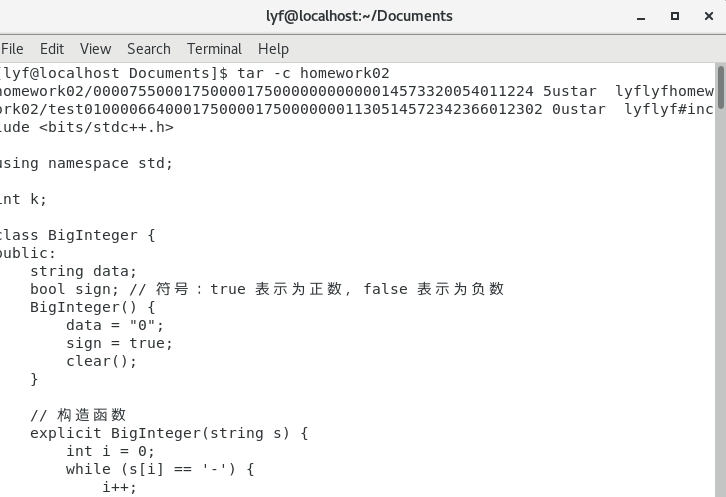 lyf@localhost:~/Documents
File Edit View Search Terminal Help
[lyf@localhost Documents]$ tar -c homework02
homework02/0000755000175000017500000000000014573320054011224 5ustar  lyflyfhomew
ork02/test01000066400017500001750000000011305145723423660123​02 0ustar  lyflyf#inc
lude <bits/stdc++.h>
using namespace std;
int k;
class BigInteger {
public:
    string data;
    bool sign; // 符号：true 表示为正数, false 表示为负数
    BigInteger() {
        data = "0";
        sign = true;
        clear();
    }
    // 构造函数
    explicit BigInteger(string s) {
        int i = 0;
        while (s[i] == '-') {
            i++;